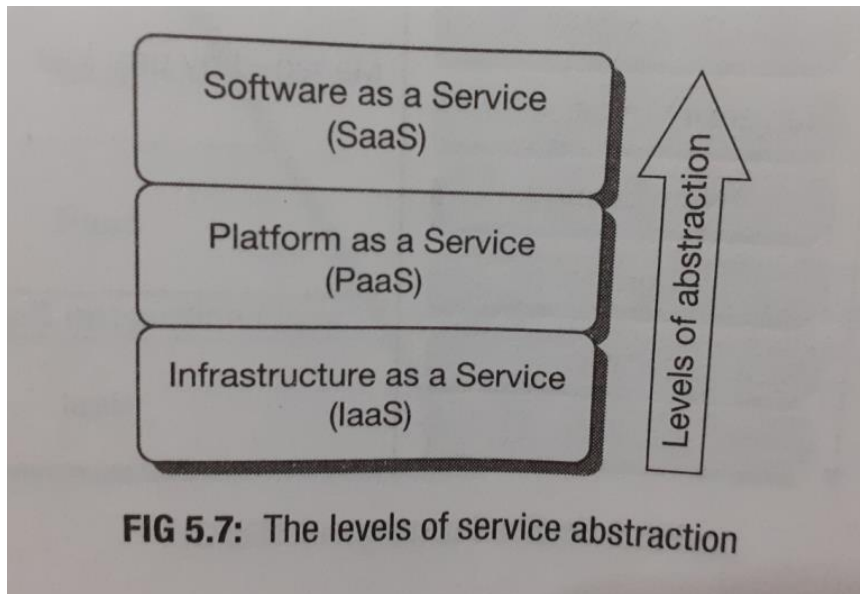 Software as a Service
(SaaS)
Platform as a Service
(PaaS)
Infrastructure as a Service
(IaaS)
Levels of abstraction
FIG 5.7: The levels of service abstraction